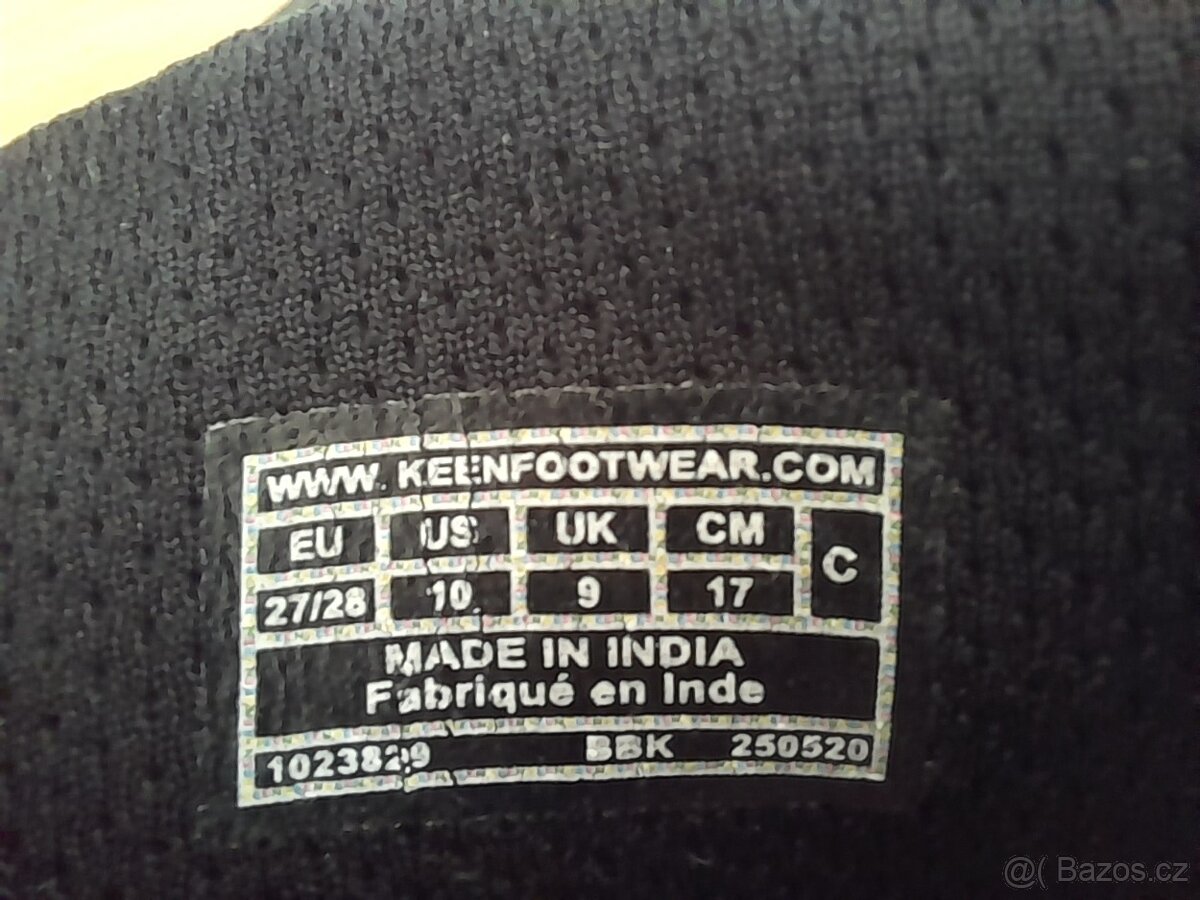 WWW.KEENFOOTWEAR.COM
EU US UK CM C
27/28 10 9 17
MADE IN INDIA
Fabriqué en Inde
1023829 BBK 250520
@( Bazos.cz